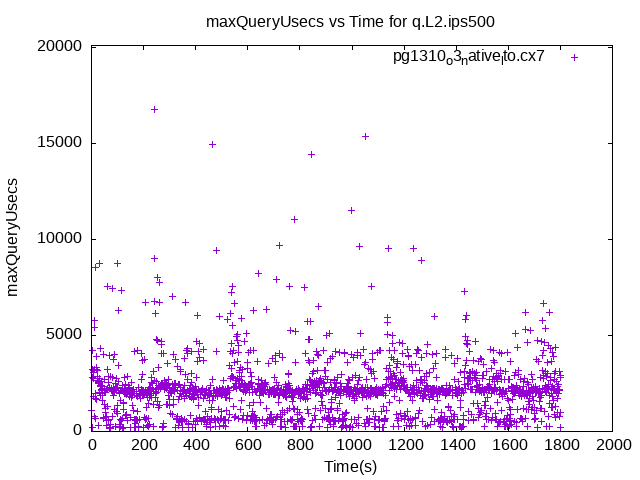 maxQueryUsecs vs Time for q.L2.ips500
pg1310_o3_native_lto.cx7
maxQueryUsecs
20000
15000
10000
5000
0
0 200 400 600 800 1000 1200 1400 1600 1800 2000
Time(s)